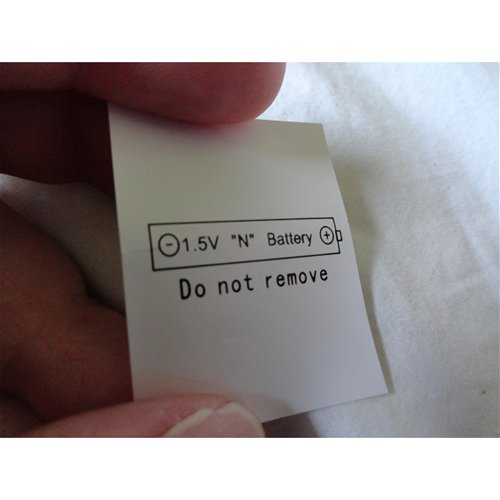 - 1.5V "N" Battery +
Do not remove